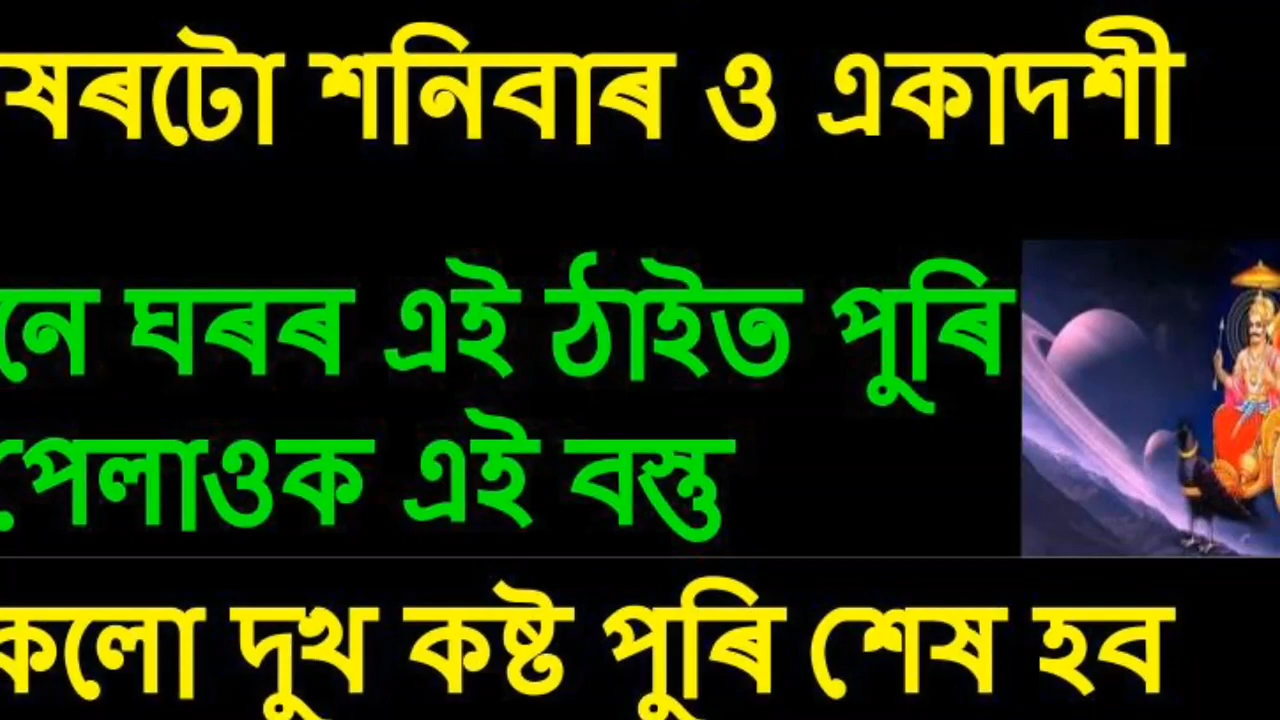 ষৰটো শনিবাৰ ও একাদশী
নে ঘৰৰ এই ঠাইত পুৰি
পেলাওক এই বস্তু
কলো দুখ কষ্ট পুৰি শেষ হব